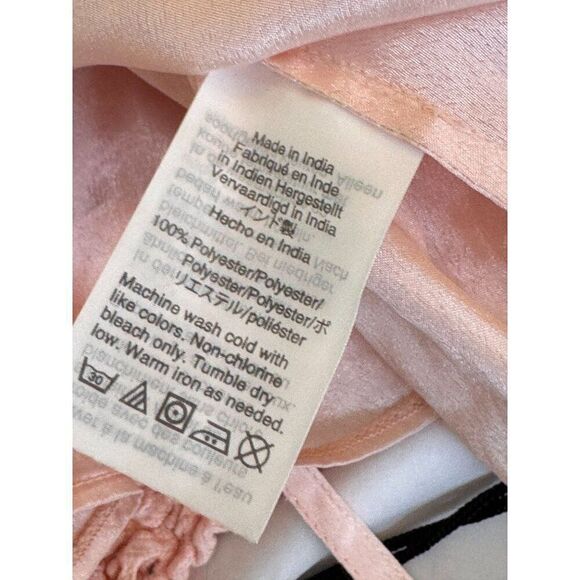 Made in India
Fabriqué en Inde
in Indien Hergestellt
Vervaardigd in India
インド製
Hecho en India
100% Polyester/Polyester/
Polyester/Polyester/ポ
リエステル/poliéster
Machine wash cold with
like colors. Non-chlorine
bleach only. Tumble dry
low. Warm iron as needed.
30